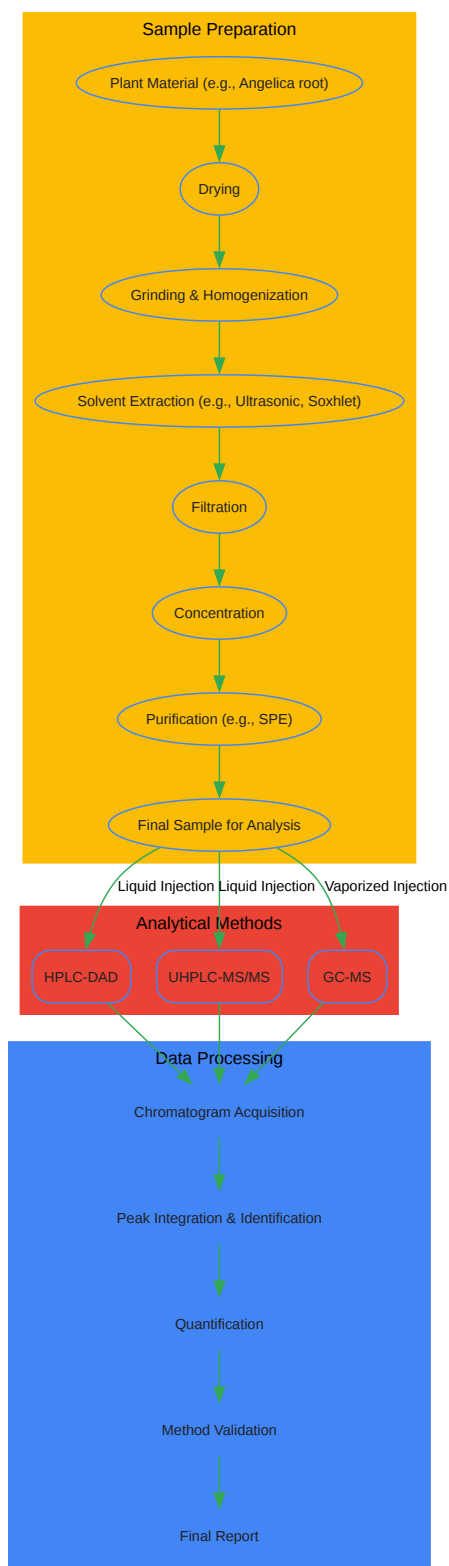 Sample Preparation
Plant Material (e.g., Angelica root)
Drying
Grinding & Homogenization
Solvent Extraction (e.g., Ultrasonic, Soxhlet)
Filtration
Concentration
Purification (e.g., SPE)
Final Sample for Analysis
Liquid Injection
Liquid Injection
Vaporized Injection
Analytical Methods
HPLC-DAD
UHPLC-MS/MS
GC-MS
Data Processing
Chromatogram Acquisition
Peak Integration & Identification
Quantification
Method Validation
Final Report